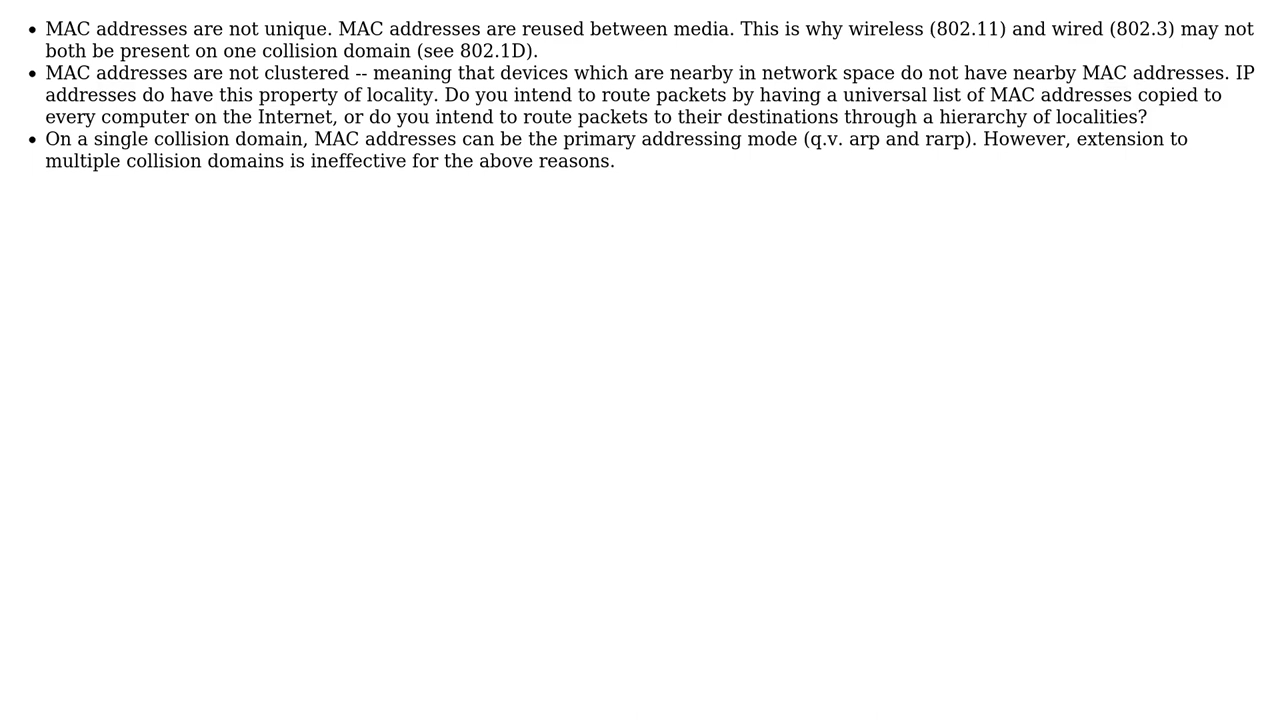 • MAC addresses are not unique. MAC addresses are reused between media. This is why wireless (802.11) and wired (802.3) may not
both be present on one collision domain (see 802.1D).
• MAC addresses are not clustered -- meaning that devices which are nearby in network space do not have nearby MAC addresses. IP
addresses do have this property of locality. Do you intend to route packets by having a universal list of MAC addresses copied to
every computer on the Internet, or do you intend to route packets to their destinations through a hierarchy of localities?
• On a single collision domain, MAC addresses can be the primary addressing mode (q.v. arp and rarp). However, extension to
multiple collision domains is ineffective for the above reasons.